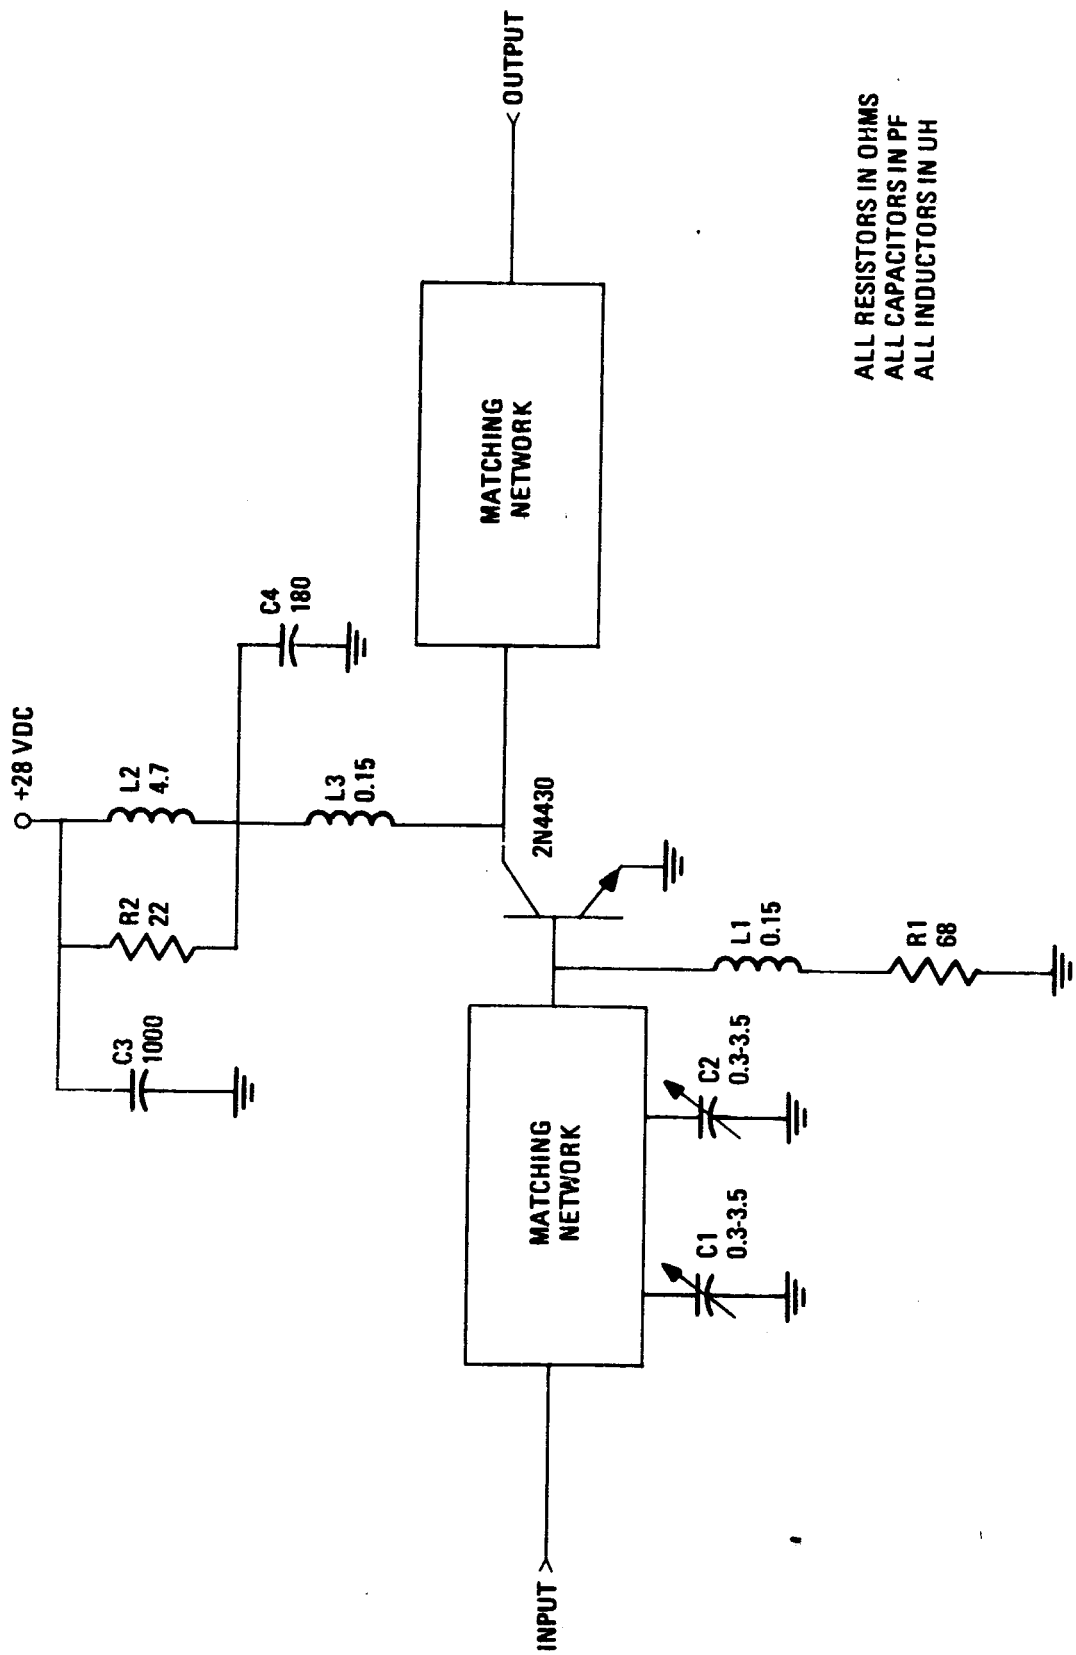 +28 VDC
C3
1000
R2
22
L2
4.7
C4
180
L3
0.15
INPUT
MATCHING
NETWORK
C1
0.3-3.5
C2
0.3-3.5
L1
0.15
R1
68
2N4430
MATCHING
NETWORK
OUTPUT
ALL RESISTORS IN OHMS
ALL CAPACITORS IN PF
ALL INDUCTORS IN UH